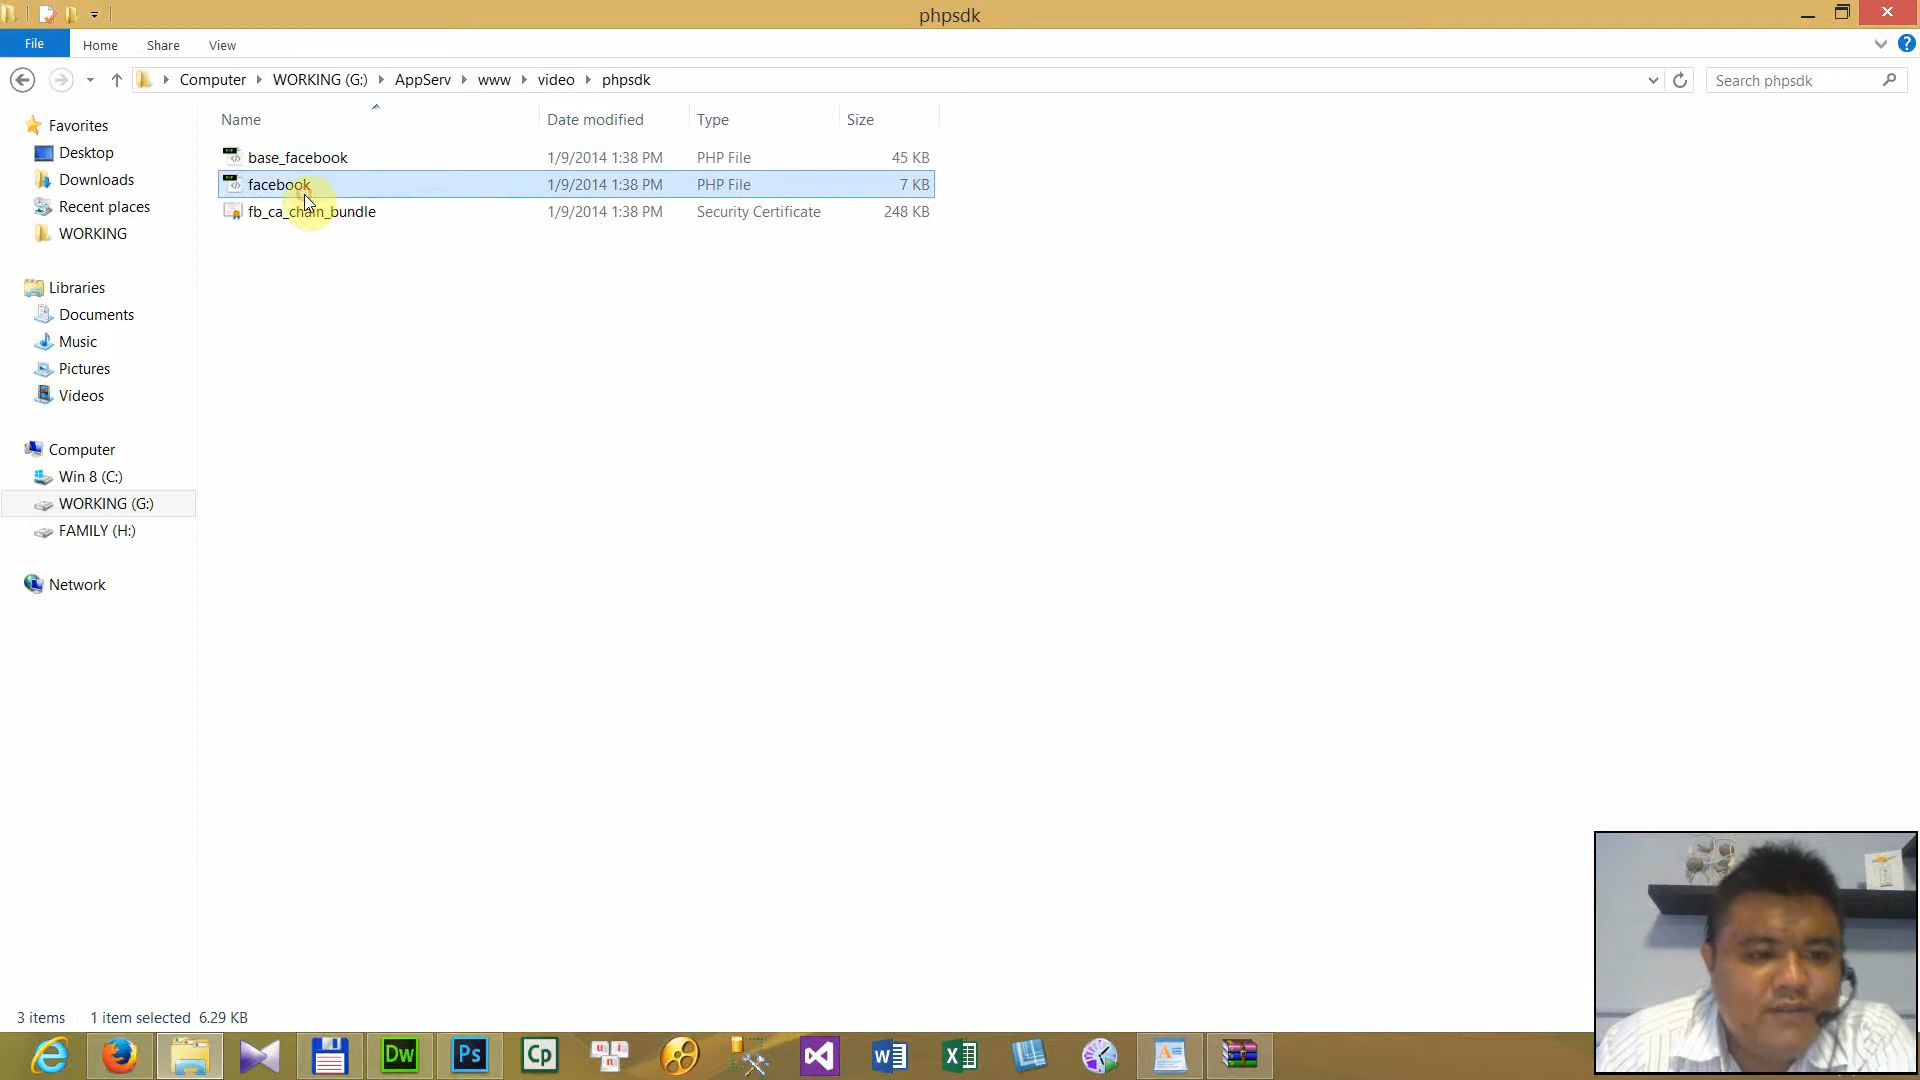 phpsdk
File Home Share View
Computer WORKING (G:) AppServ www video phpsdk Search phpsdk
Name Date modified Type Size
base_facebook 1/9/2014 1:38 PM PHP File 45 KB
facebook 1/9/2014 1:38 PM PHP File 7 KB
fb_ca_chain_bundle 1/9/2014 1:38 PM Security Certificate 248 KB
Favorites
Desktop
Downloads
Recent places
WORKING
Libraries
Documents
Music
Pictures
Videos
Computer
Win 8 (C:)
WORKING (G:)
FAMILY (H:)
Network
3 items 1 item selected 6.29 KB
Dw Ps Cp